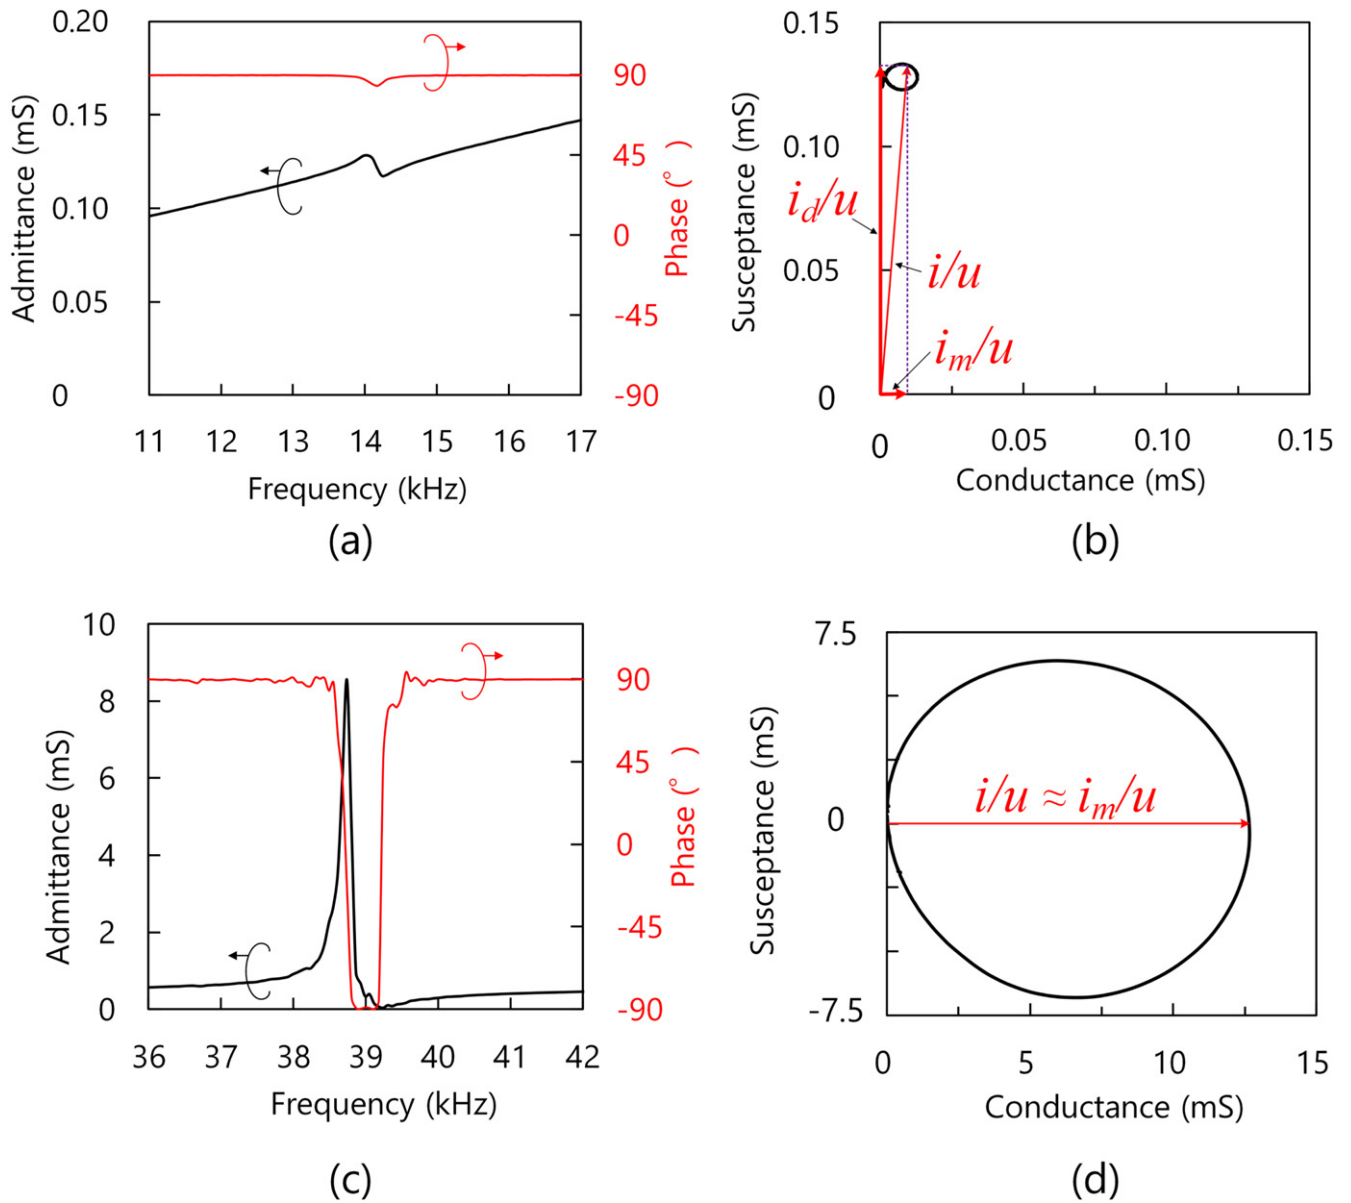 0.20
0.15
0.10
0.05
0
Admittance (mS)
90
45
0
-45
-90
Phase (°)
11 12 13 14 15 16 17
Frequency (kHz)
(a)
0.15
0.10
0.05
0
Susceptance (mS)
i_d/u
i/u
i_m/u
0 0.05 0.10 0.15
Conductance (mS)
(b)
10
8
6
4
2
0
Admittance (mS)
90
45
0
-45
-90
Phase (°)
36 37 38 39 40 41 42
Frequency (kHz)
(c)
7.5
0
-7.5
Susceptance (mS)
i/u ≈ i_m/u
0 5 10 15
Conductance (mS)
(d)